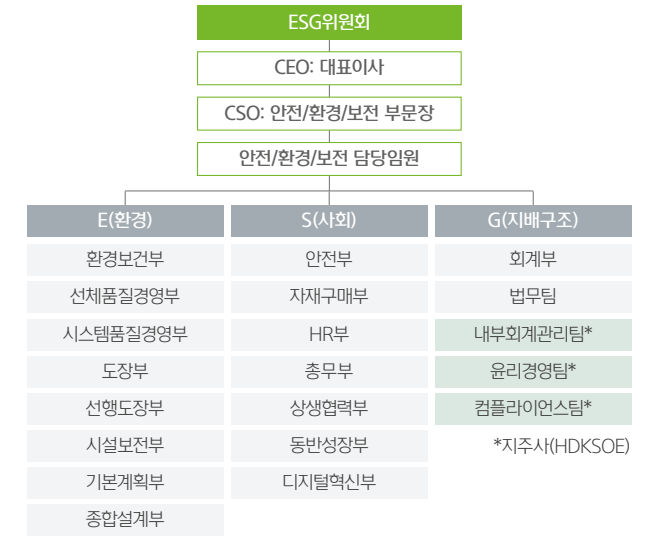 ESG위원회
CEO: 대표이사
CSO: 안전/환경/보전 부문장
안전/환경/보전 담당임원
E(환경)
환경보건부
선체품질경영부
시스템품질경영부
도장부
선행도장부
시설보전부
기본계획부
종합설계부
S(사회)
안전부
자재구매부
HR부
총무부
상생협력부
동반성장부
디지털혁신부
G(지배구조)
회계부
법무팀
내부회계관리팀*
윤리경영팀*
컴플라이언스팀*
*지주사(HDKSOE)